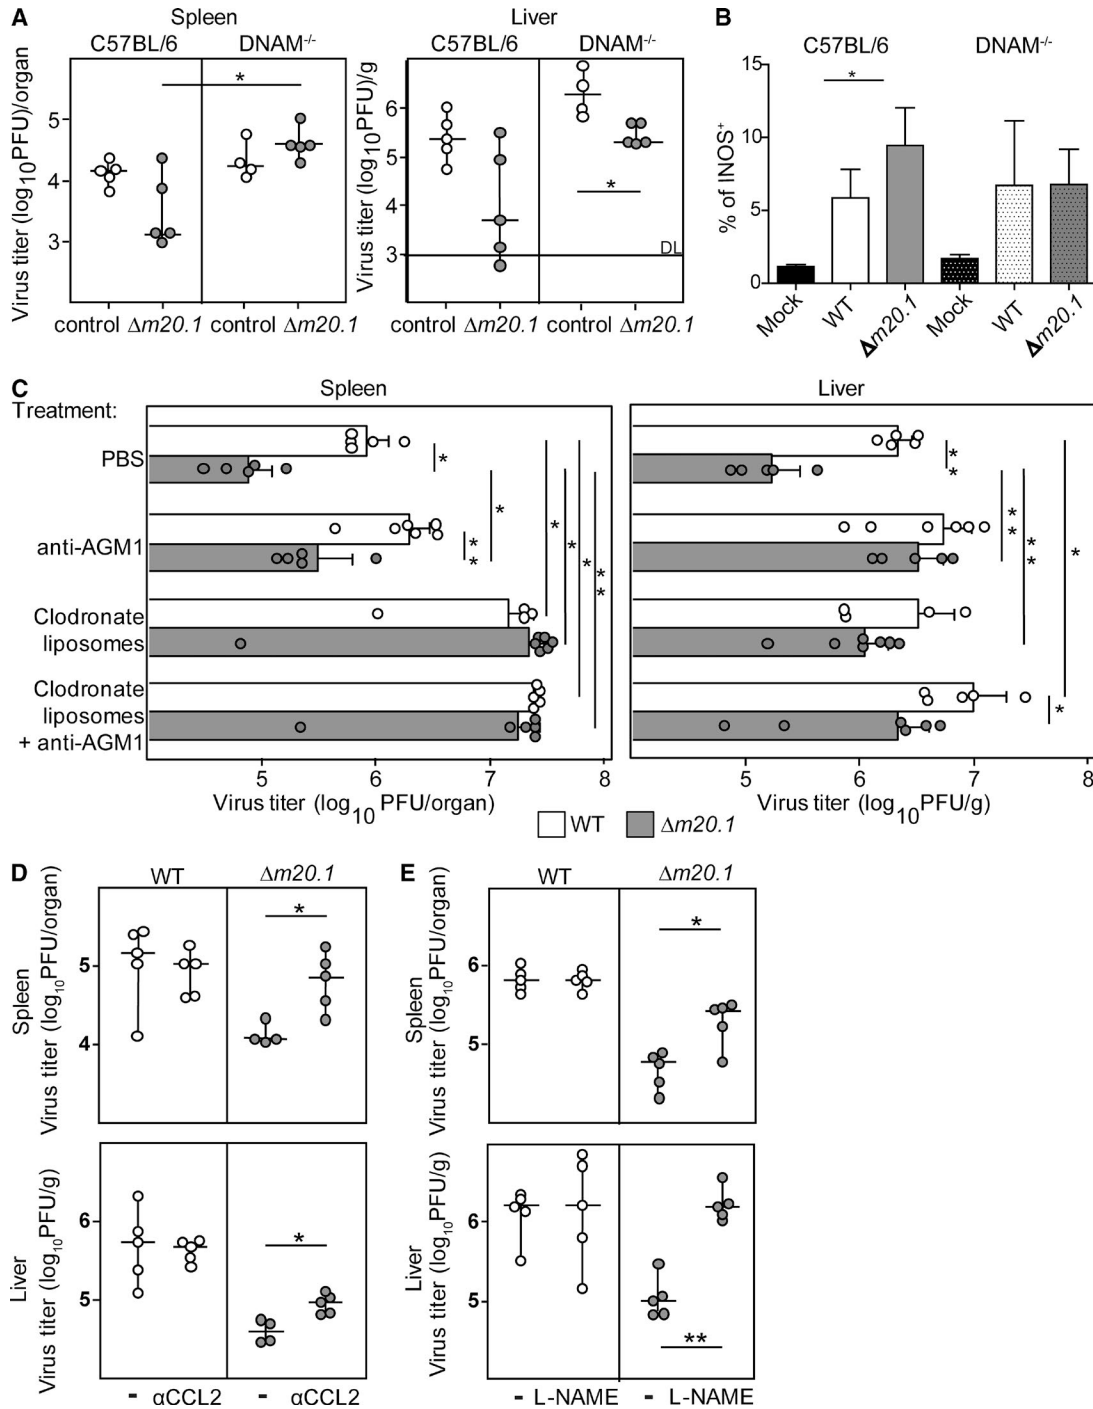 A
Spleen
Liver
C57BL/6 DNAM-/-
C57BL/6 DNAM-/-
Virus titer (log10PFU)/organ
5
4
3
*
control Δm20.1 control Δm20.1
Virus titer (log10PFU)/g
6
5
4
3
*
DL
control Δm20.1 control Δm20.1
B
C57BL/6 DNAM-/-
% of INOS+
15
10
5
0
*
Mock WT Δm20.1 Mock WT Δm20.1
C
Spleen
Liver
Treatment:
PBS
anti-AGM1
Clodronate
liposomes
Clodronate
liposomes
+ anti-AGM1
*
**
*
*
*
*
**
**
**
**
*
*
5 6 7 8
5 6 7 8
Virus titer (log10PFU/organ)
Virus titer (log10PFU/g)
WT Δm20.1
D
WT Δm20.1
Spleen
Virus titer (log10PFU/organ)
5
4
*
Liver
Virus titer (log10PFU/g)
6
5
*
- αCCL2 - αCCL2
E
WT Δm20.1
Spleen
Virus titer (log10PFU/organ)
6
5
*
Liver
Virus titer (log10PFU/g)
6
5
**
- L-NAME - L-NAME